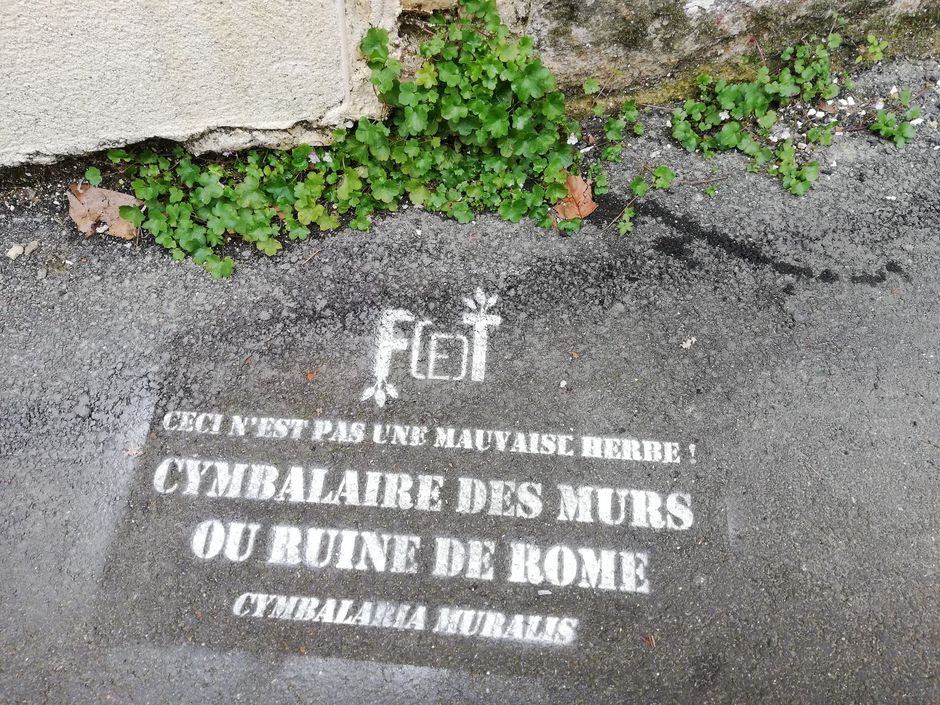 F(E)T
CECI N'EST PAS UNE MAUVAISE HERBE !
CYMBALAIRE DES MURS
OU RUINE DE ROME
CYMBALARIA MURALIS